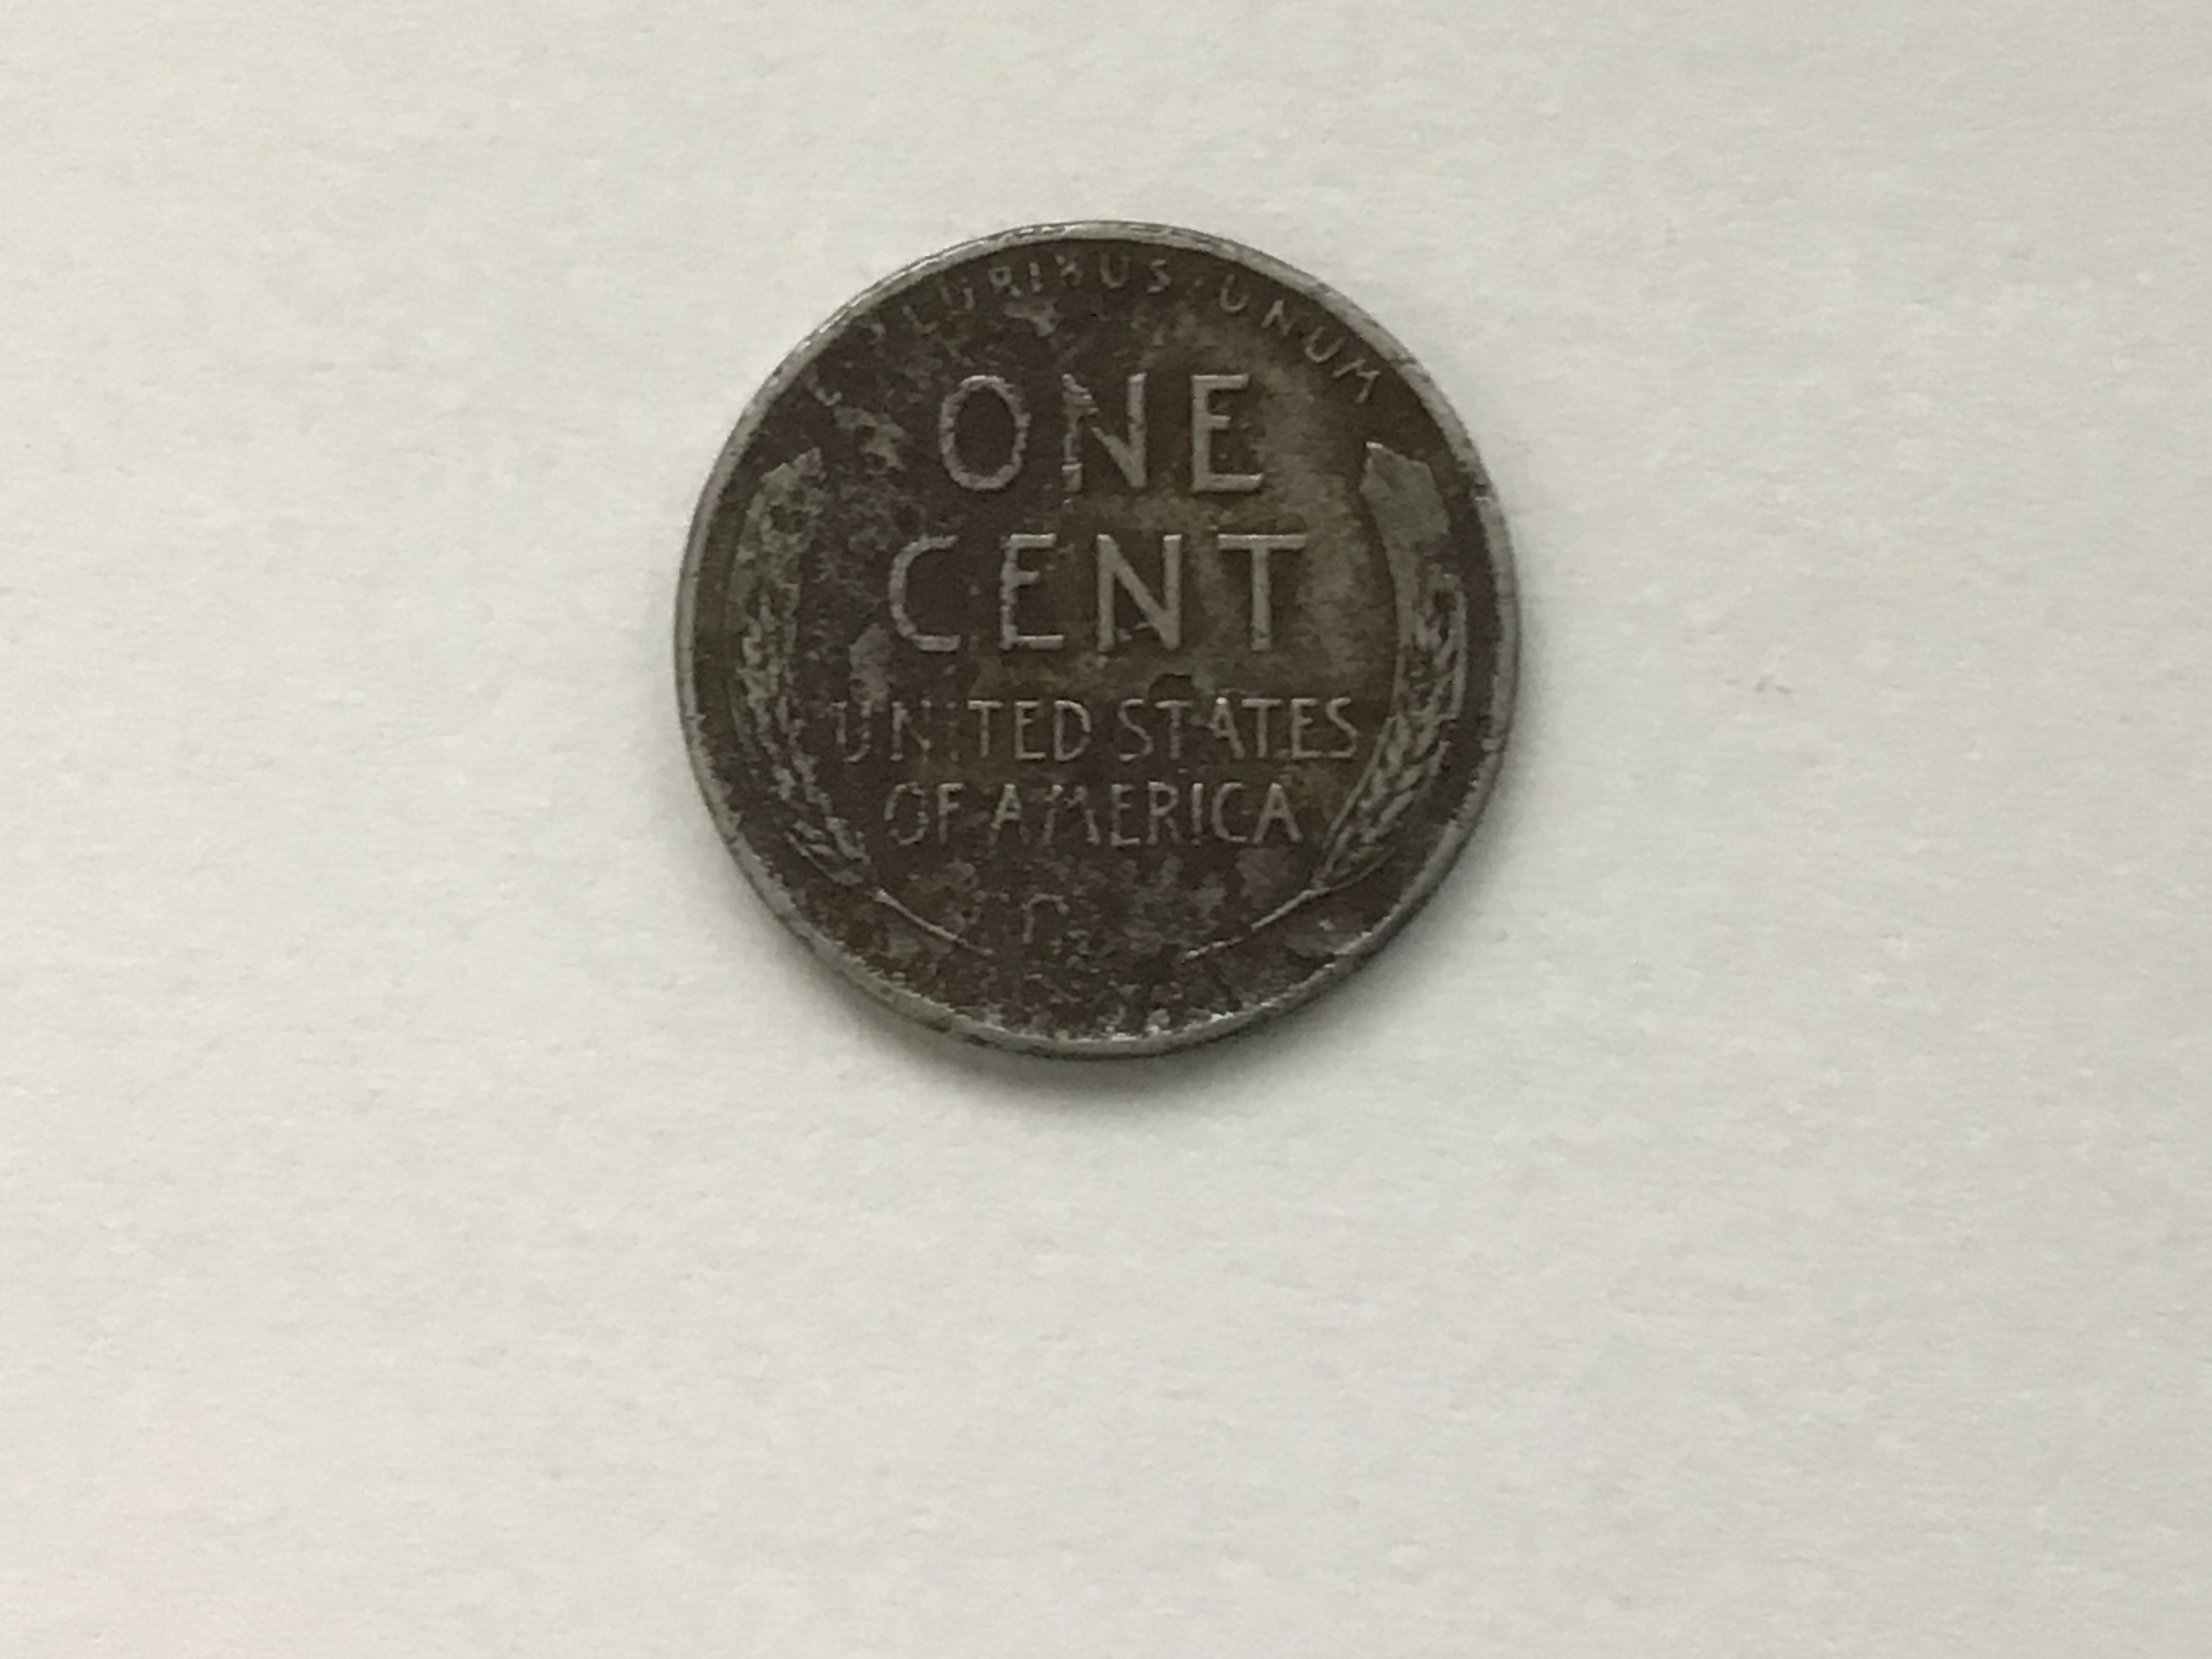 E PLURIBUS · UNUM
ONE
CENT
UNITED STATES
OF AMERICA